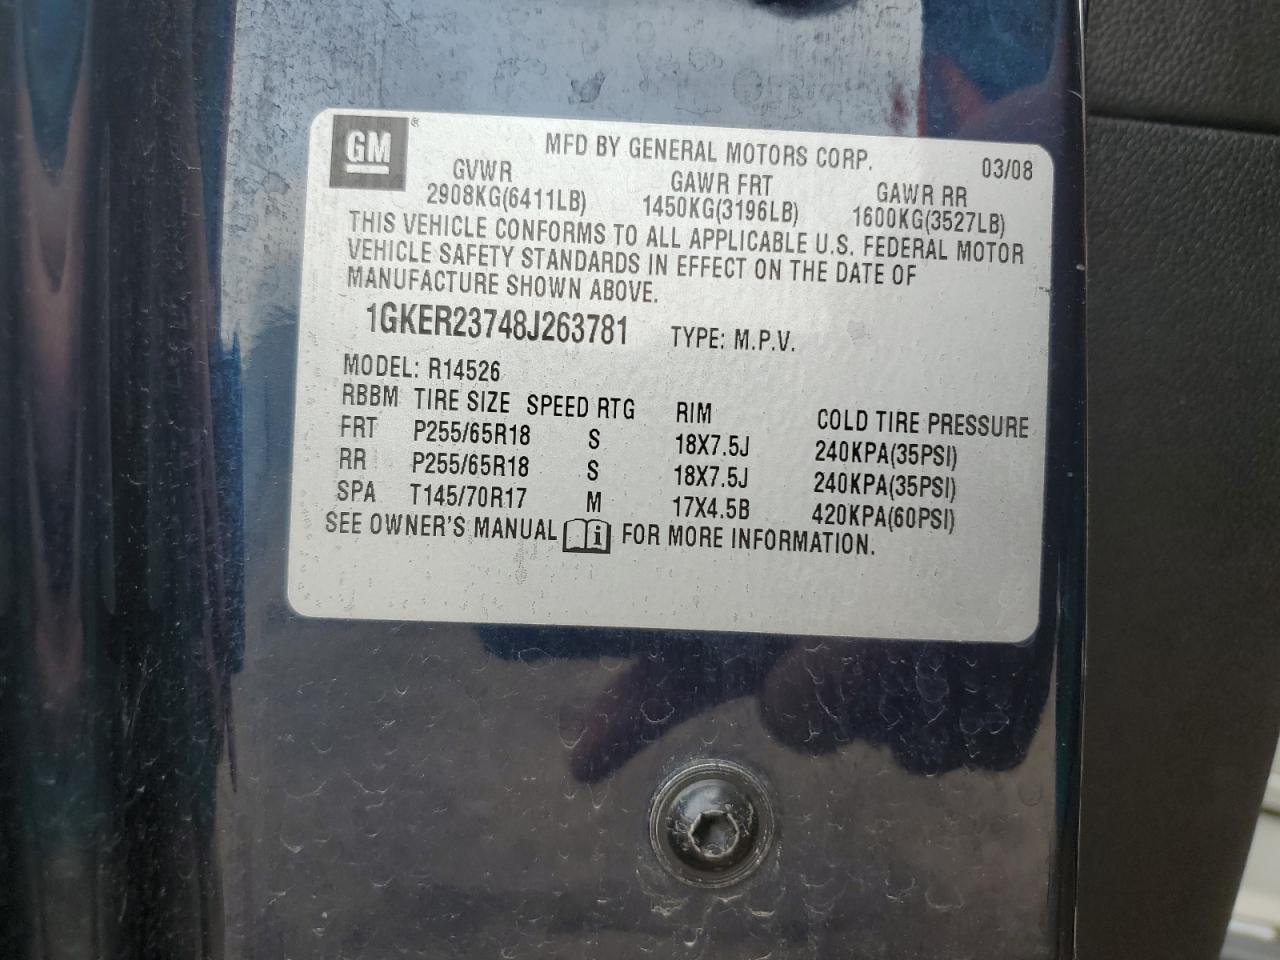 GM®
MFD BY GENERAL MOTORS CORP. 03/08
GVWR GAWR FRT GAWR RR
2908KG(6411LB) 1450KG(3196LB) 1600KG(3527LB)
THIS VEHICLE CONFORMS TO ALL APPLICABLE U.S. FEDERAL MOTOR
VEHICLE SAFETY STANDARDS IN EFFECT ON THE DATE OF
MANUFACTURE SHOWN ABOVE.
1GKER23748J263781 TYPE: M.P.V.
MODEL: R14526
RBBM TIRE SIZE SPEED RTG RIM COLD TIRE PRESSURE
FRT P255/65R18 S 18X7.5J 240KPA(35PSI)
RR P255/65R18 S 18X7.5J 240KPA(35PSI)
SPA T145/70R17 M 17X4.5B 420KPA(60PSI)
SEE OWNER'S MANUAL i FOR MORE INFORMATION.